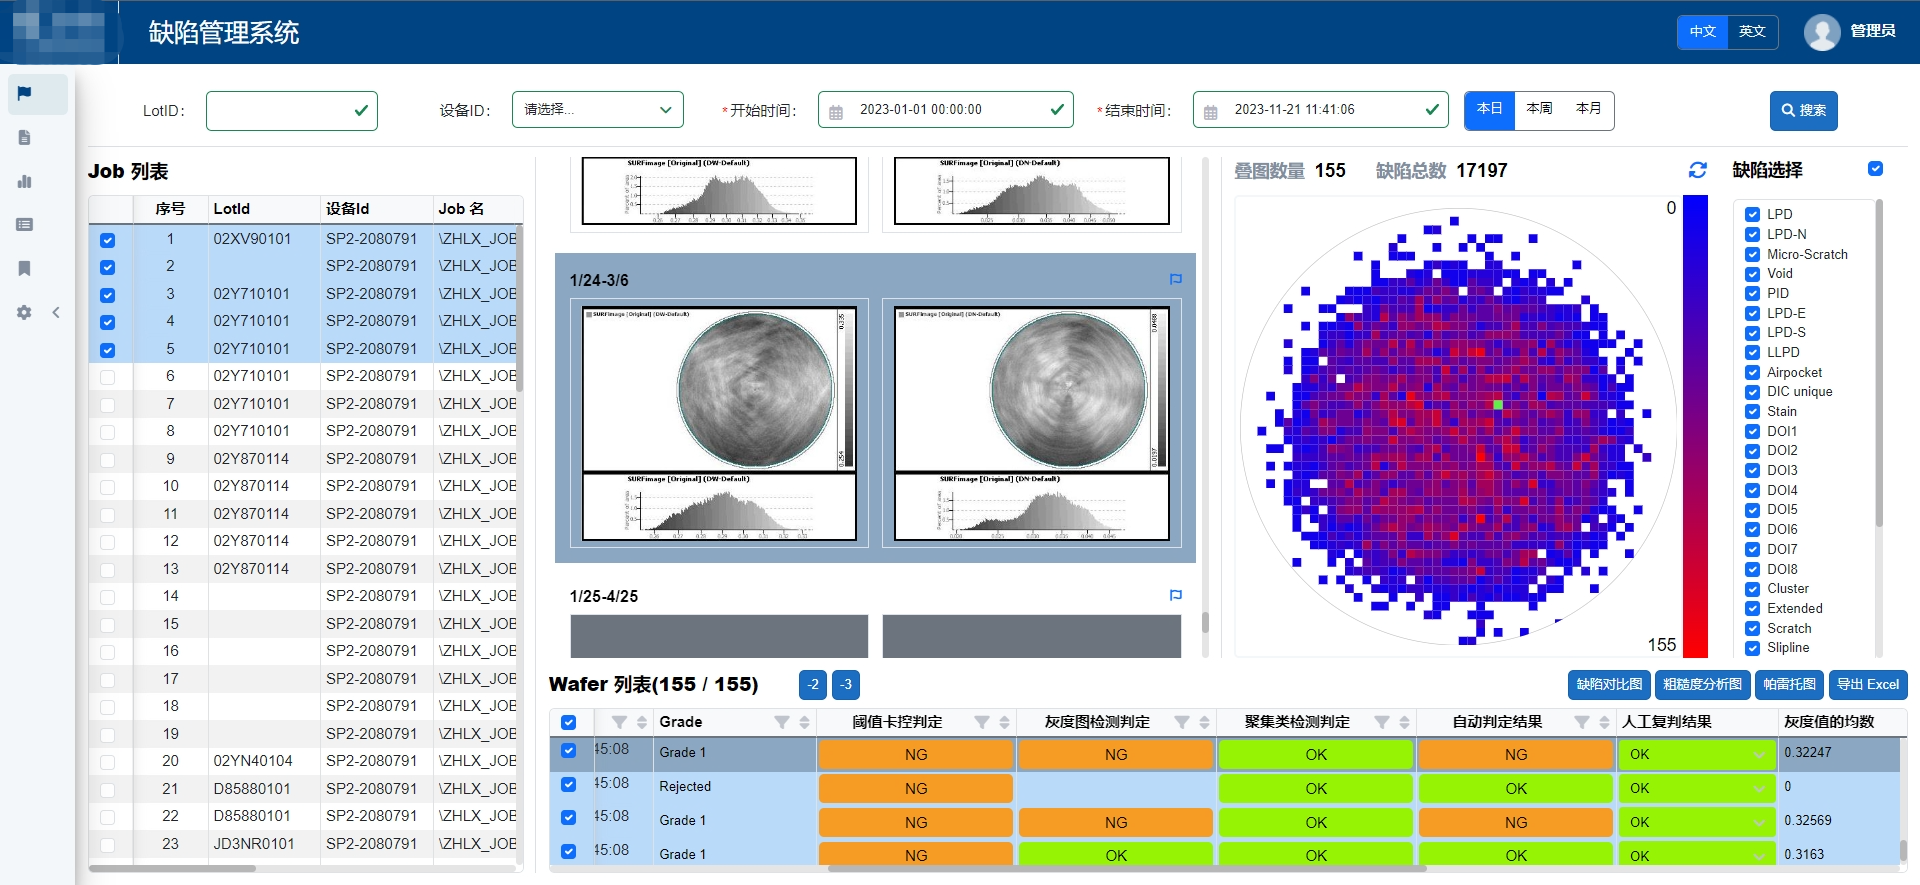 缺陷管理系统
中文 英文 管理员
LotID： 设备ID： 请选择... *开始时间： 2023-01-01 00:00:00 *结束时间： 2023-11-21 11:41:06 本日 本周 本月 搜索
Job 列表
序号 LotId 设备Id Job 名
1 02XV90101 SP2-2080791 \ZHLX_JOB
2 SP2-2080791 \ZHLX_JOB
3 02Y710101 SP2-2080791 \ZHLX_JOB
4 02Y710101 SP2-2080791 \ZHLX_JOB
5 02Y710101 SP2-2080791 \ZHLX_JOB
6 02Y710101 SP2-2080791 \ZHLX_JOB
7 02Y710101 SP2-2080791 \ZHLX_JOB
8 02Y710101 SP2-2080791 \ZHLX_JOB
9 02Y870114 SP2-2080791 \ZHLX_JOB
10 02Y870114 SP2-2080791 \ZHLX_JOB
11 02Y870114 SP2-2080791 \ZHLX_JOB
12 02Y870114 SP2-2080791 \ZHLX_JOB
13 02Y870114 SP2-2080791 \ZHLX_JOB
14 SP2-2080791 \ZHLX_JOB
15 SP2-2080791 \ZHLX_JOB
16 SP2-2080791 \ZHLX_JOB
17 SP2-2080791 \ZHLX_JOB
18 SP2-2080791 \ZHLX_JOB
19 SP2-2080791 \ZHLX_JOB
20 02YN40104 SP2-2080791 \ZHLX_JOB
21 D85880101 SP2-2080791 \ZHLX_JOB
22 D85880101 SP2-2080791 \ZHLX_JOB
23 JD3NR0101 SP2-2080791 \ZHLX_JOB
SURFimage [Original] (DW-Default) SURFimage [Original] (DN-Default)
1/24-3/6
SURFimage [Original] (DW-Default) SURFimage [Original] (DN-Default)
0.335 0.254 0.0488 0.0197
SURFimage [Original] (DW-Default) SURFimage [Original] (DN-Default)
1/25-4/25
叠图数量 155 缺陷总数 17197
0
155
缺陷选择
LPD
LPD-N
Micro-Scratch
Void
PID
LPD-E
LPD-S
LLPD
Airpocket
DIC unique
Stain
DOI1
DOI2
DOI3
DOI4
DOI5
DOI6
DOI7
DOI8
Cluster
Extended
Scratch
Slipline
Wafer 列表(155 / 155) -2 -3 缺陷对比图 粗糙度分析图 帕雷托图 导出 Excel
Grade 阈值卡控判定 灰度图检测判定 聚集类检测判定 自动判定结果 人工复判结果 灰度值的均数
45:08 Grade 1 NG NG OK NG OK 0.32247
45:08 Rejected NG OK OK OK 0
45:08 Grade 1 NG NG OK NG OK 0.32569
45:08 Grade 1 NG OK OK OK OK 0.3163